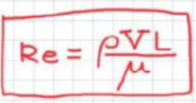 Re = ρVL/μ